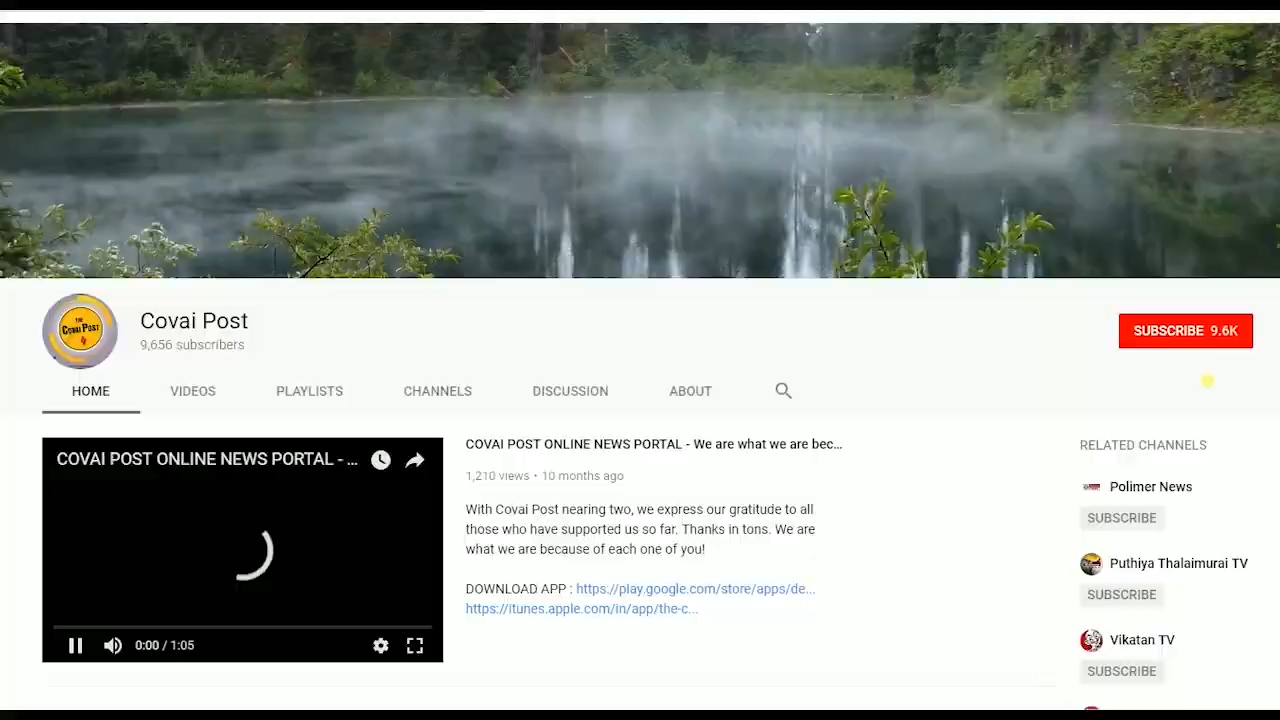 THE
COVAI POST
Covai Post
9,656 subscribers
SUBSCRIBE 9.6K
HOME
VIDEOS
PLAYLISTS
CHANNELS
DISCUSSION
ABOUT
COVAI POST ONLINE NEWS PORTAL - ...
0:00 / 1:05
COVAI POST ONLINE NEWS PORTAL - We are what we are bec...
1,210 views • 10 months ago
With Covai Post nearing two, we express our gratitude to all
those who have supported us so far. Thanks in tons. We are
what we are because of each one of you!
DOWNLOAD APP : https://play.google.com/store/apps/de...
https://itunes.apple.com/in/app/the-c...
RELATED CHANNELS
Polimer News
SUBSCRIBE
Puthiya Thalaimurai TV
SUBSCRIBE
Vikatan TV
SUBSCRIBE